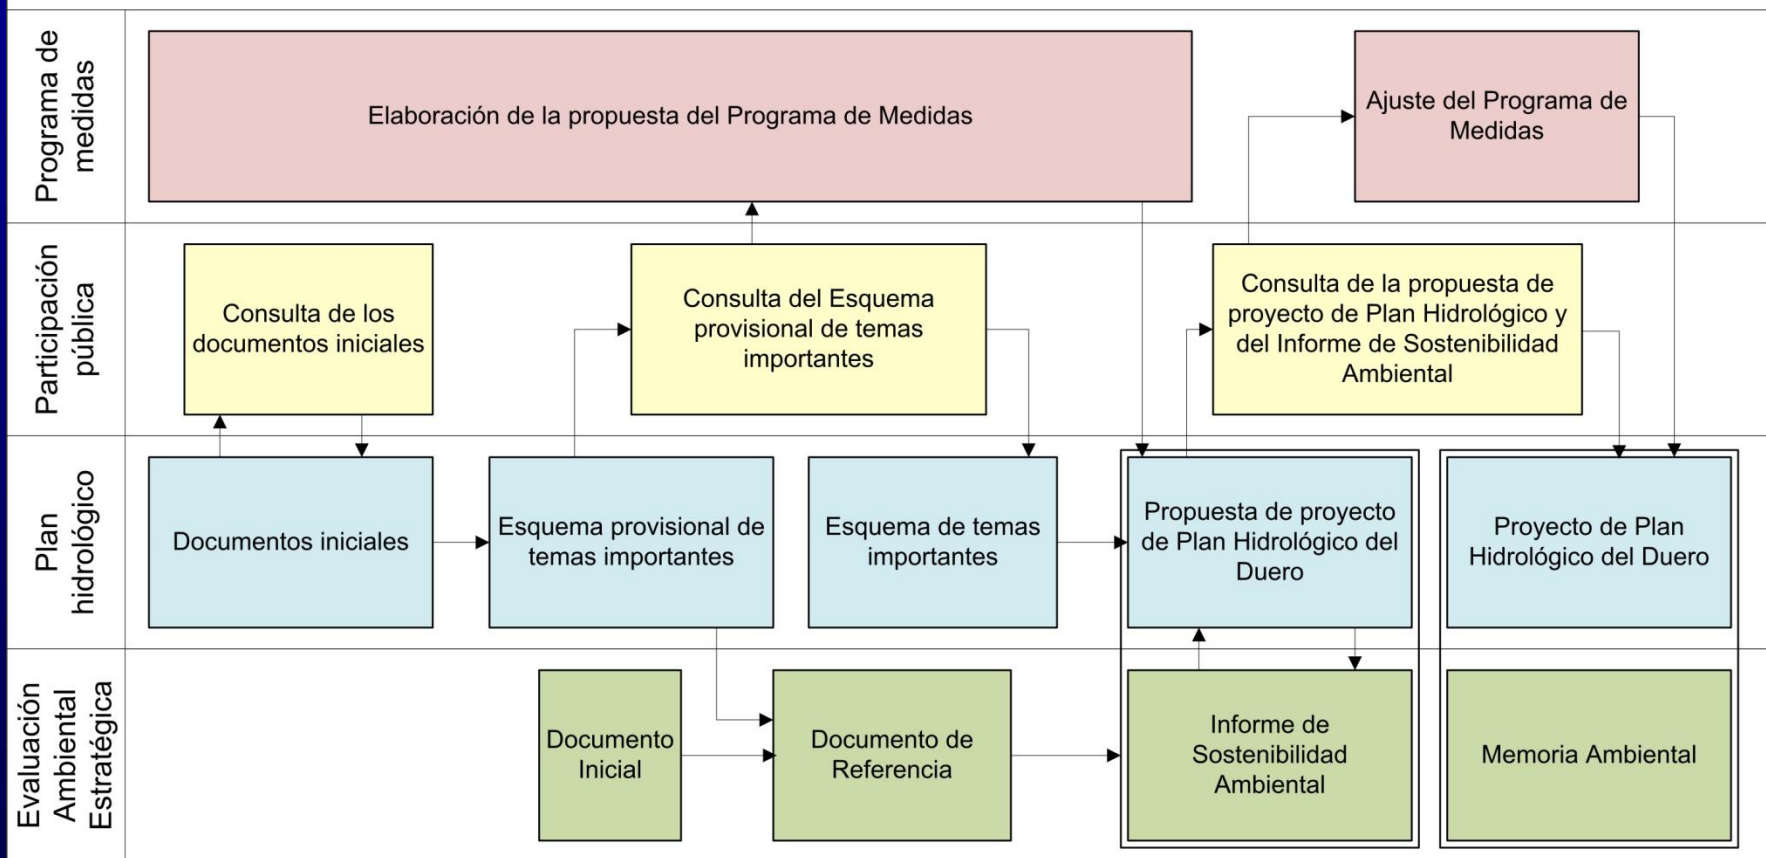 Programa de
medidas
Elaboración de la propuesta del Programa de Medidas
Ajuste del Programa de
Medidas
Participación
pública
Consulta de los
documentos iniciales
Consulta del Esquema
provisional de temas
importantes
Consulta de la propuesta de
proyecto de Plan Hidrológico y
del Informe de Sostenibilidad
Ambiental
Plan
hidrológico
Documentos iniciales
Esquema provisional de
temas importantes
Esquema de temas
importantes
Propuesta de proyecto
de Plan Hidrológico del
Duero
Proyecto de Plan
Hidrológico del Duero
Evaluación
Ambiental
Estratégica
Documento
Inicial
Documento de
Referencia
Informe de
Sostenibilidad
Ambiental
Memoria Ambiental